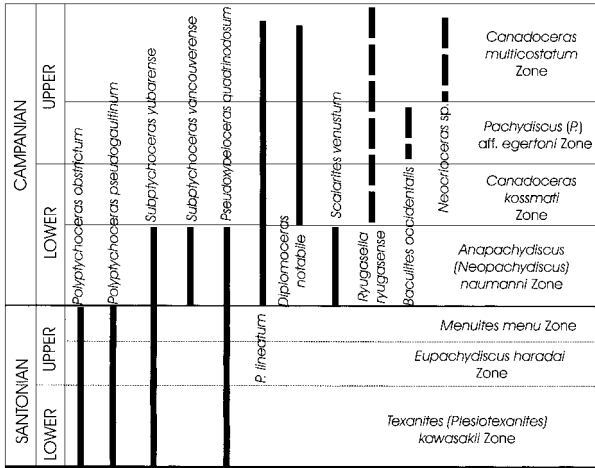 CAMPANIAN
UPPER
LOWER
SANTONIAN
UPPER
LOWER
Polyptychoceras obstrictum
Polyptychoceras pseudogaultinum
Subptychoceras yubarense
Subptychoceras vancouverense
Pseudoxybeloceras quadrinodosum
P. lineatum
Diplomoceras
notabile
Scalarites venustum
Ryugasella
ryugasense
Baculites occidentalis
Neocrioceras sp.
Canadoceras
multicostatum
Zone
Pachydiscus (P.)
aff. egertoni Zone
Canadoceras
kossmati
Zone
Anapachydiscus
(Neopachydiscus)
naumanni Zone
Menuites menu Zone
Eupachydiscus haradai
Zone
Texanites (Plesiotexanites)
kawasakii Zone